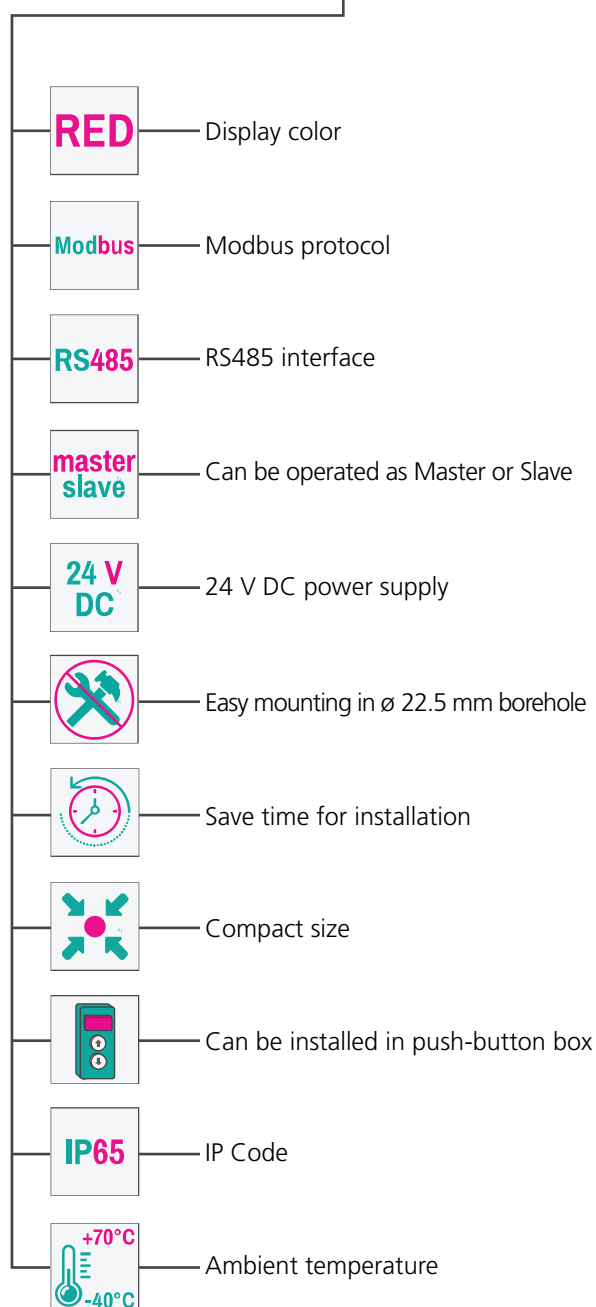 RED
Display color
Modbus
Modbus protocol
RS485
RS485 interface
master
slave
Can be operated as Master or Slave
24 V
DC
24 V DC power supply
Easy mounting in ø 22.5 mm borehole
Save time for installation
Compact size
Can be installed in push-button box
IP65
IP Code
+70°C
Ambient temperature
-40°C